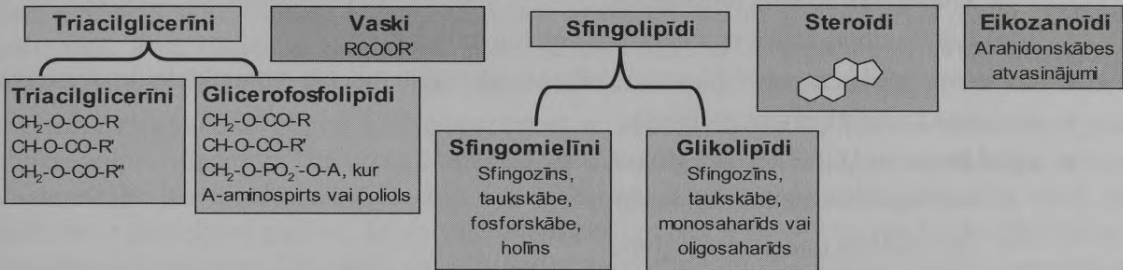 Triacilglicerīni
Vaski
RCOOR'
Sfingolipīdi
Steroīdi
Eikozanoīdi
Arahidonskābes
atvasinājumi
Triacilglicerīni
CH₂-O-CO-R
CH-O-CO-R'
CH₂-O-CO-R"
Glicerofosfolipīdi
CH₂-O-CO-R
CH-O-CO-R'
CH₂-O-PO₂⁻-O-A, kur
A-aminospirts vai poliols
Sfingomielīni
Sfingozīns,
taukskābe,
fosforskābe,
holīns
Glikolipīdi
Sfingozīns,
taukskābe,
monosaharīds vai
oligosaharīds